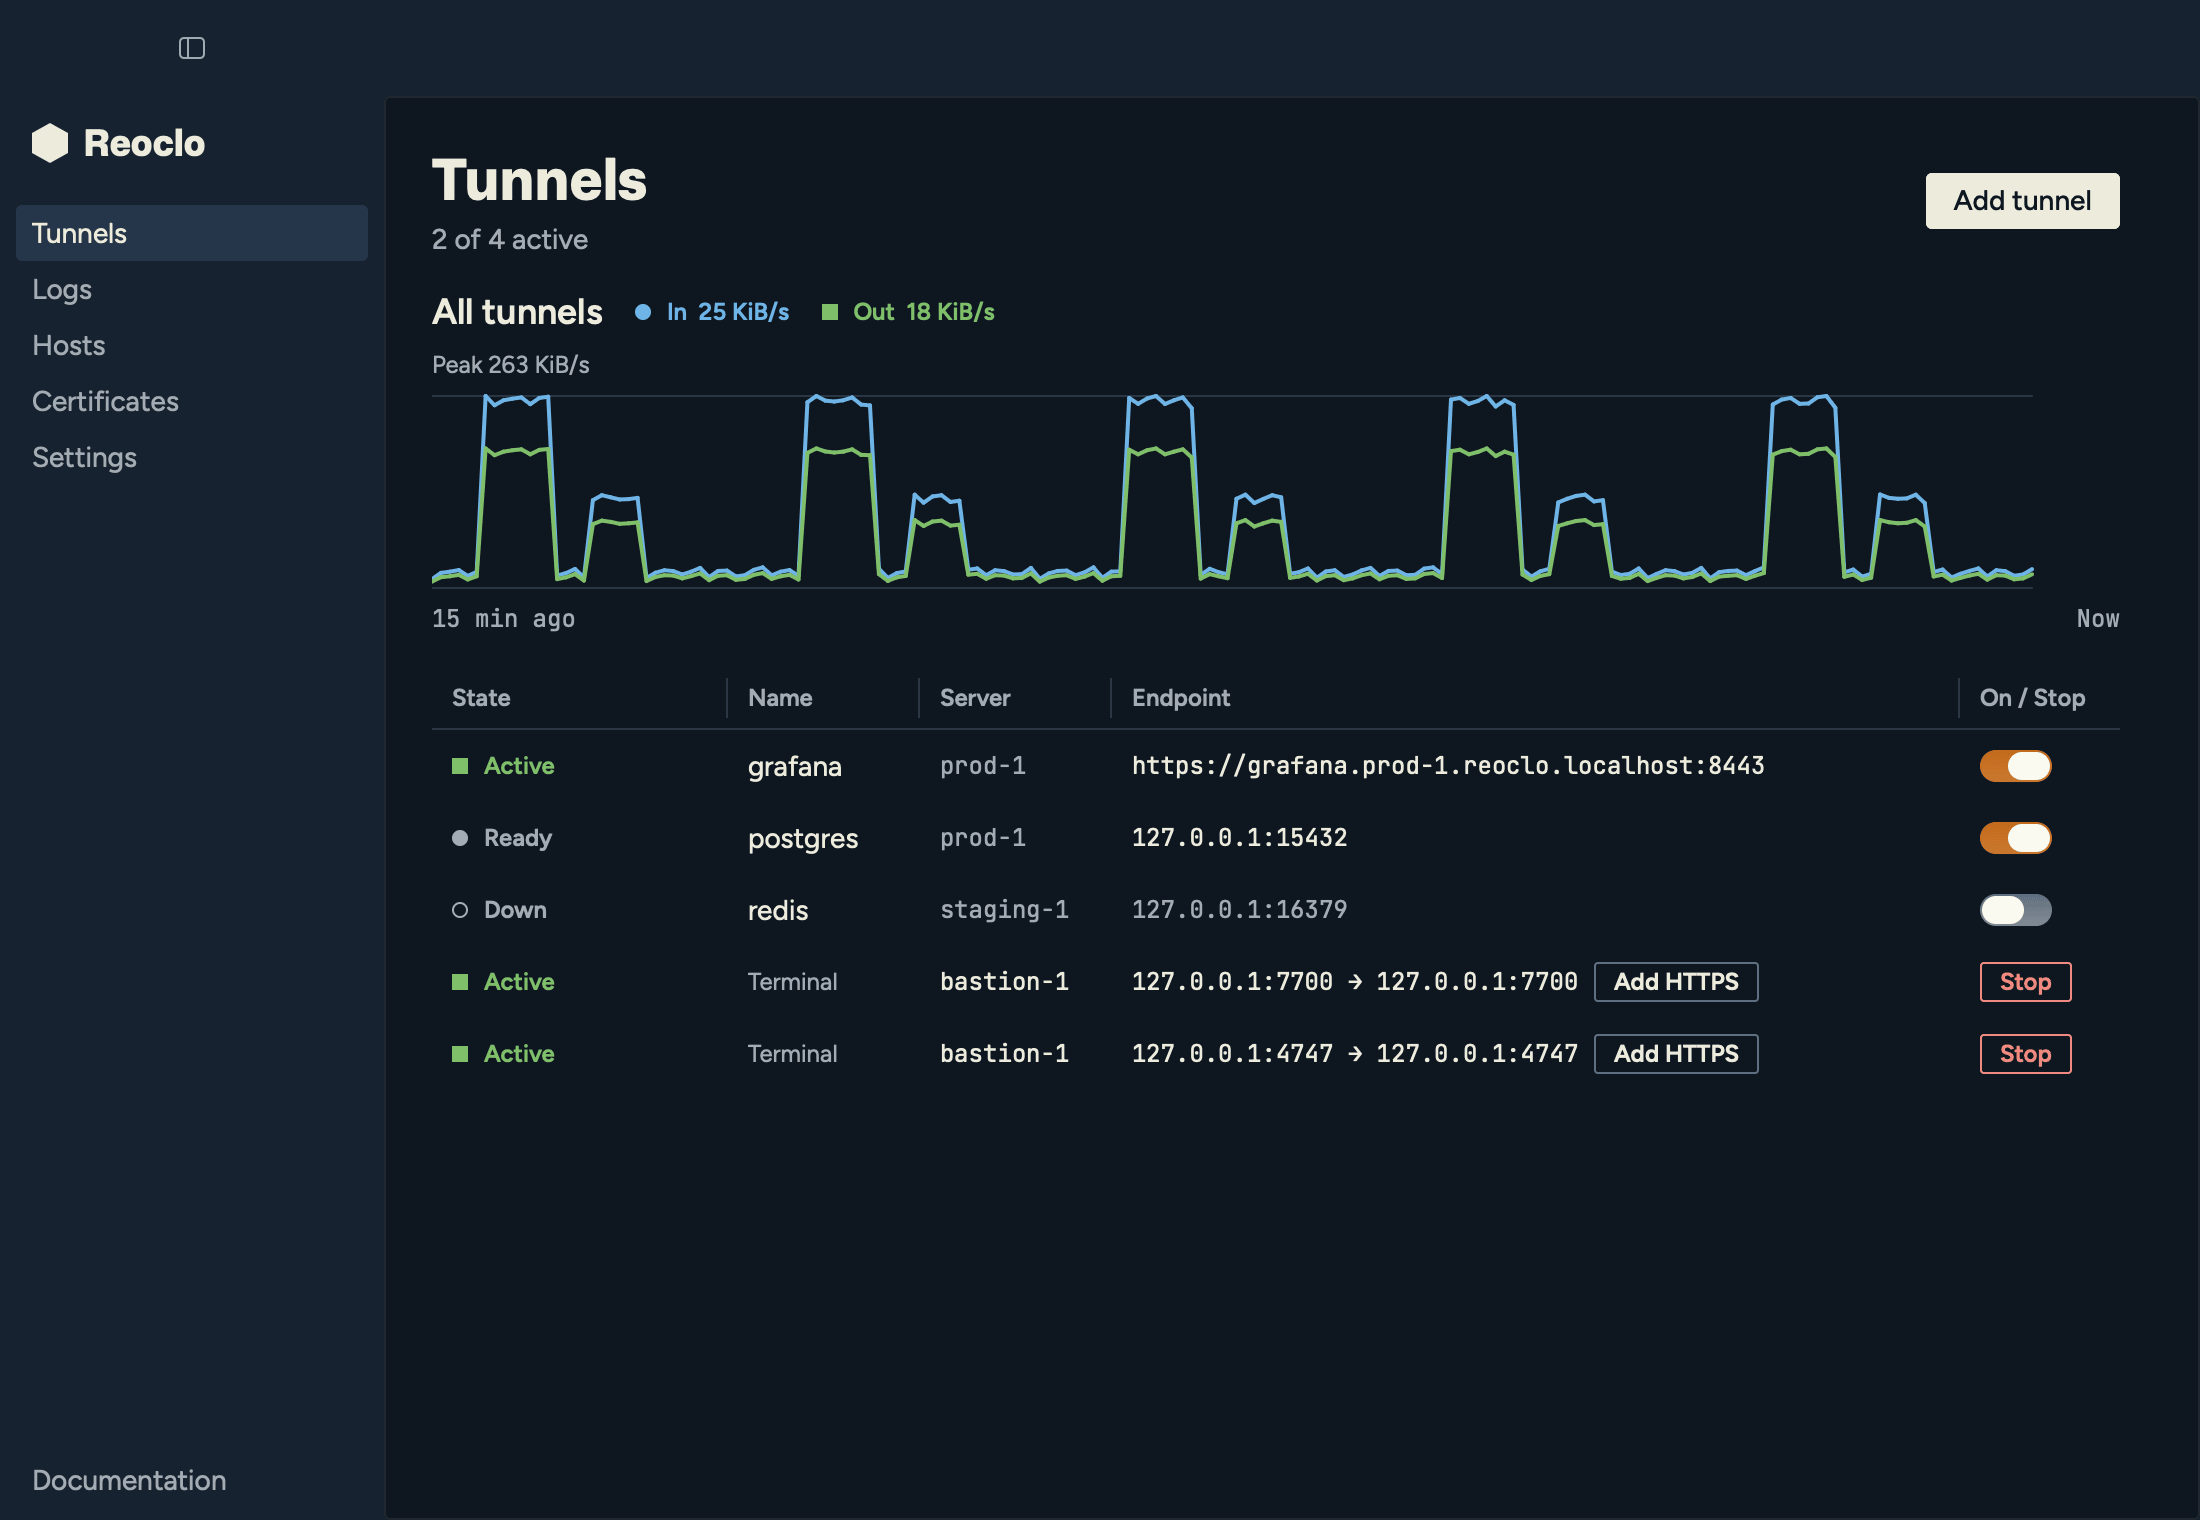 Reoclo
Tunnels
Logs
Hosts
Certificates
Settings
Documentation
Tunnels
2 of 4 active
Add tunnel
All tunnels In 25 KiB/s Out 18 KiB/s
Peak 263 KiB/s
15 min ago Now
State Name Server Endpoint On / Stop
Active grafana prod-1 https://grafana.prod-1.reoclo.localhost:8443
Ready postgres prod-1 127.0.0.1:15432
Down redis staging-1 127.0.0.1:16379
Active Terminal bastion-1 127.0.0.1:7700 → 127.0.0.1:7700 Add HTTPS Stop
Active Terminal bastion-1 127.0.0.1:4747 → 127.0.0.1:4747 Add HTTPS Stop